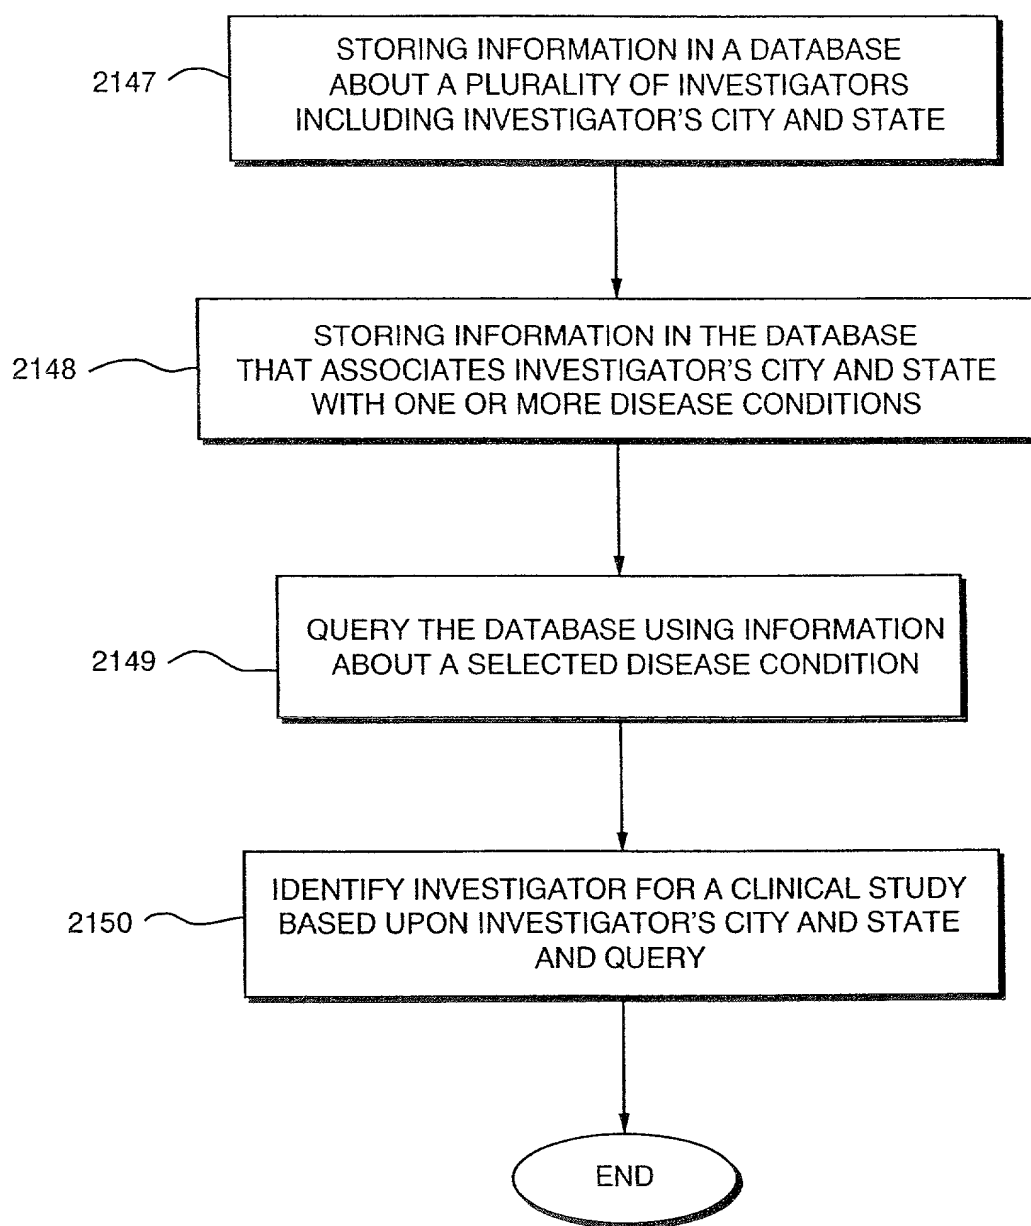 2147
STORING INFORMATION IN A DATABASE
ABOUT A PLURALITY OF INVESTIGATORS
INCLUDING INVESTIGATOR'S CITY AND STATE
2148
STORING INFORMATION IN THE DATABASE
THAT ASSOCIATES INVESTIGATOR'S CITY AND STATE
WITH ONE OR MORE DISEASE CONDITIONS
2149
QUERY THE DATABASE USING INFORMATION
ABOUT A SELECTED DISEASE CONDITION
2150
IDENTIFY INVESTIGATOR FOR A CLINICAL STUDY
BASED UPON INVESTIGATOR'S CITY AND STATE
AND QUERY
END